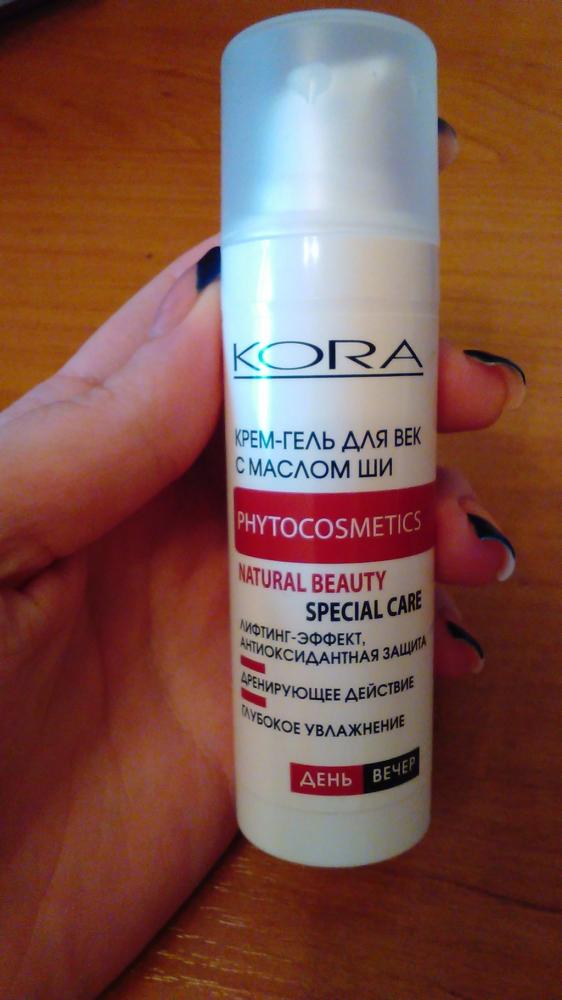 KORA
КРЕМ-ГЕЛЬ ДЛЯ ВЕК
С МАСЛОМ ШИ
PHYTOCOSMETICS
NATURAL BEAUTY
SPECIAL CARE
ЛИФТИНГ-ЭФФЕКТ,
АНТИОКСИДАНТНАЯ ЗАЩИТА
ДРЕНИРУЮЩЕЕ ДЕЙСТВИЕ
ГЛУБОКОЕ УВЛАЖНЕНИЕ
ДЕНЬ ВЕЧЕР